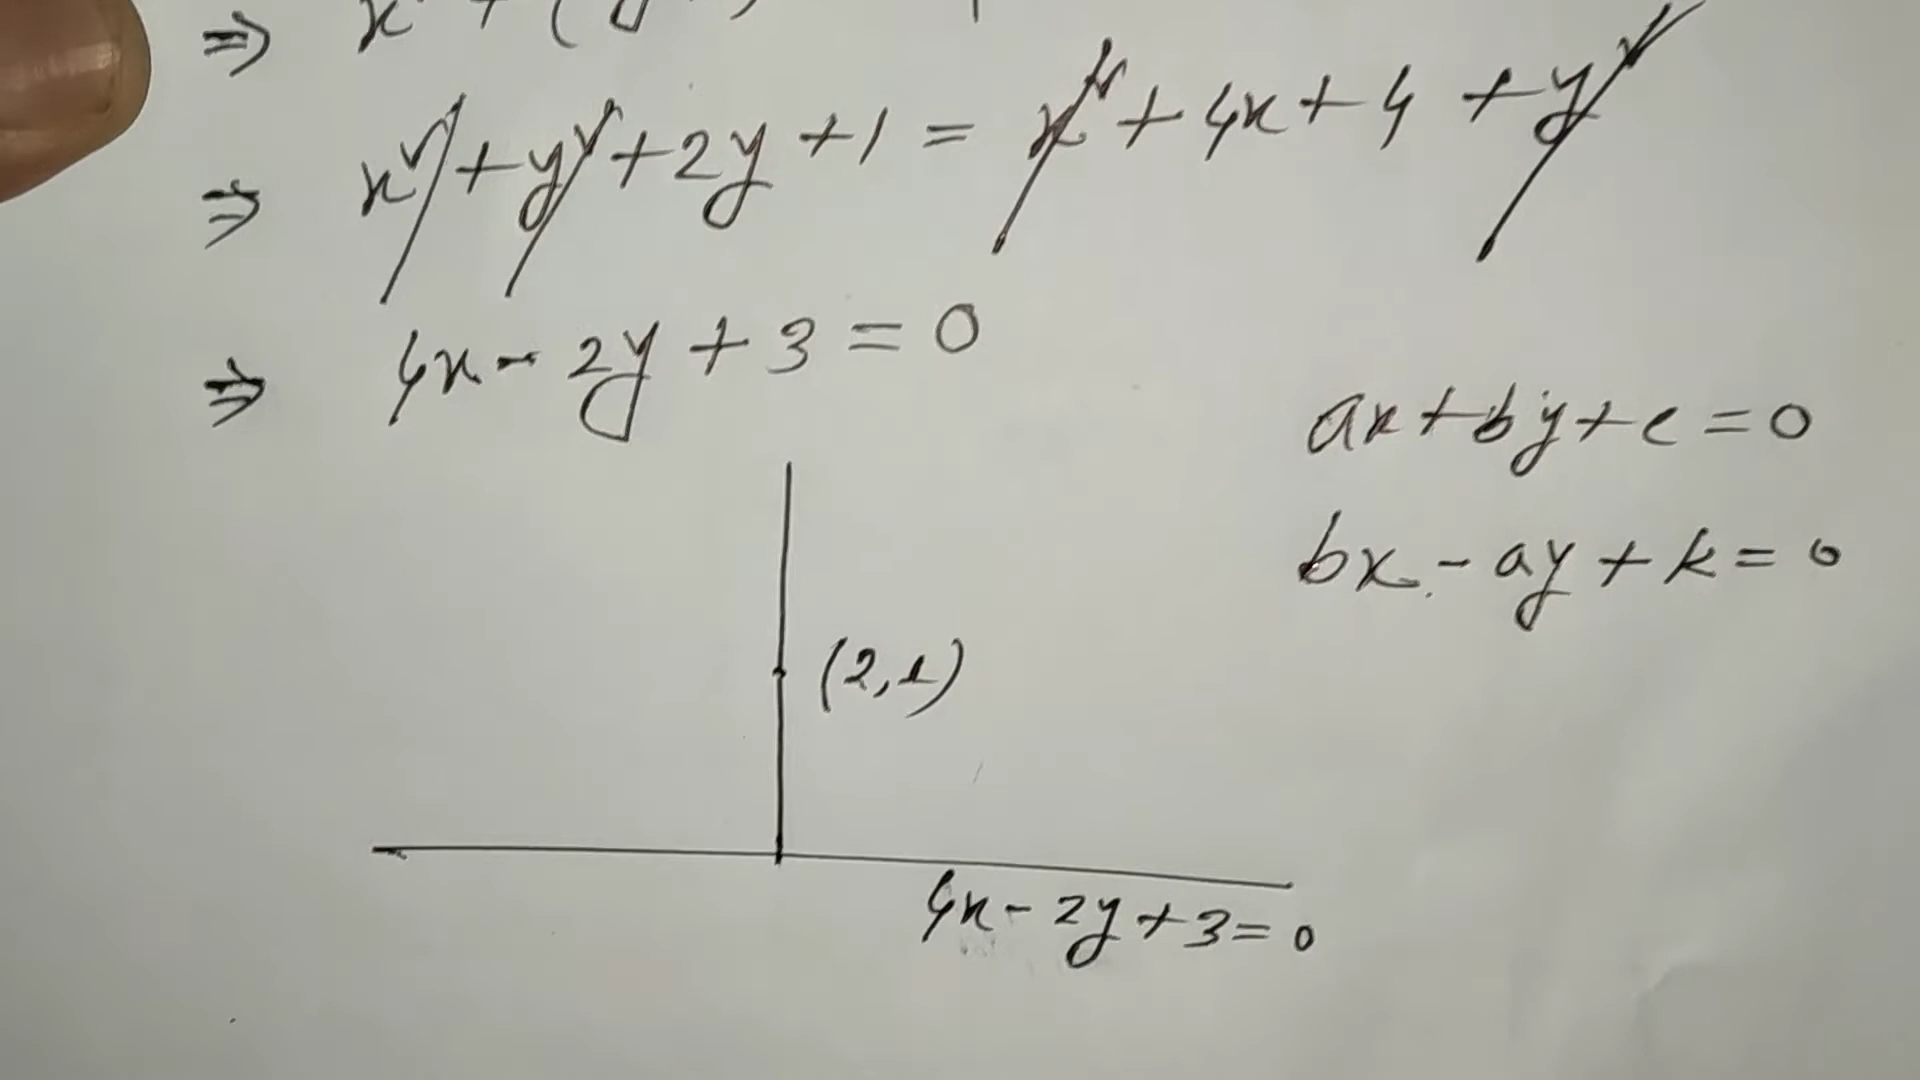 ⇒ x² + (y
⇒ x² + y² + 2y + 1 = x² + 4x + 4 + y²
⇒ 4x - 2y + 3 = 0
ax + by + c = 0
bx - ay + k = 0
(2,1)
4x - 2y + 3 = 0